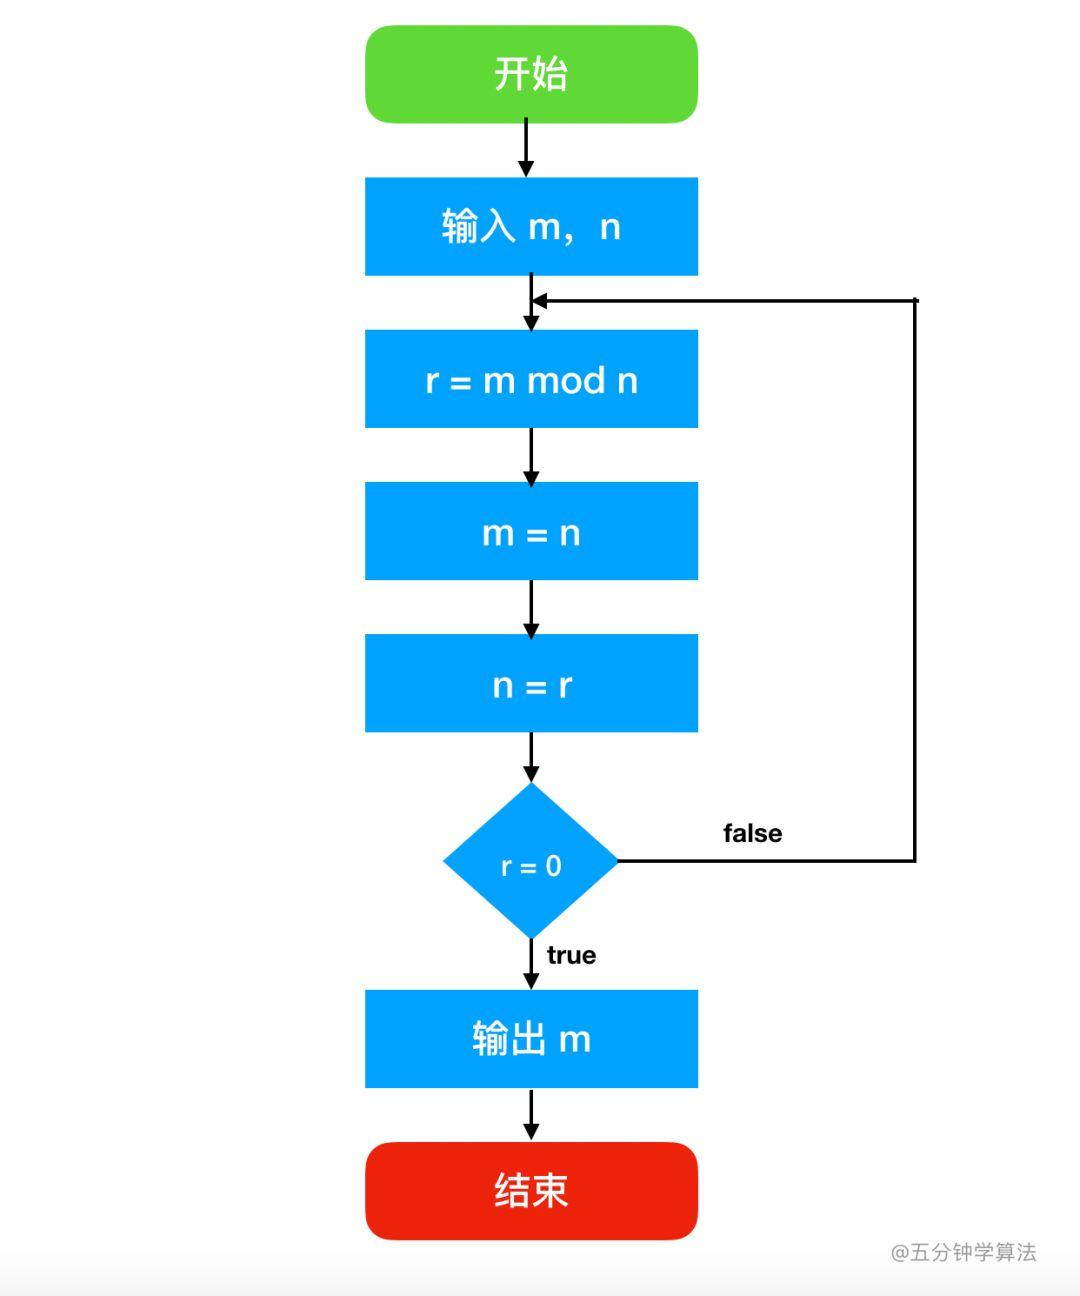 开始
输入 m，n
r = m mod n
m = n
n = r
r = 0
false
true
输出 m
结束
@五分钟学算法